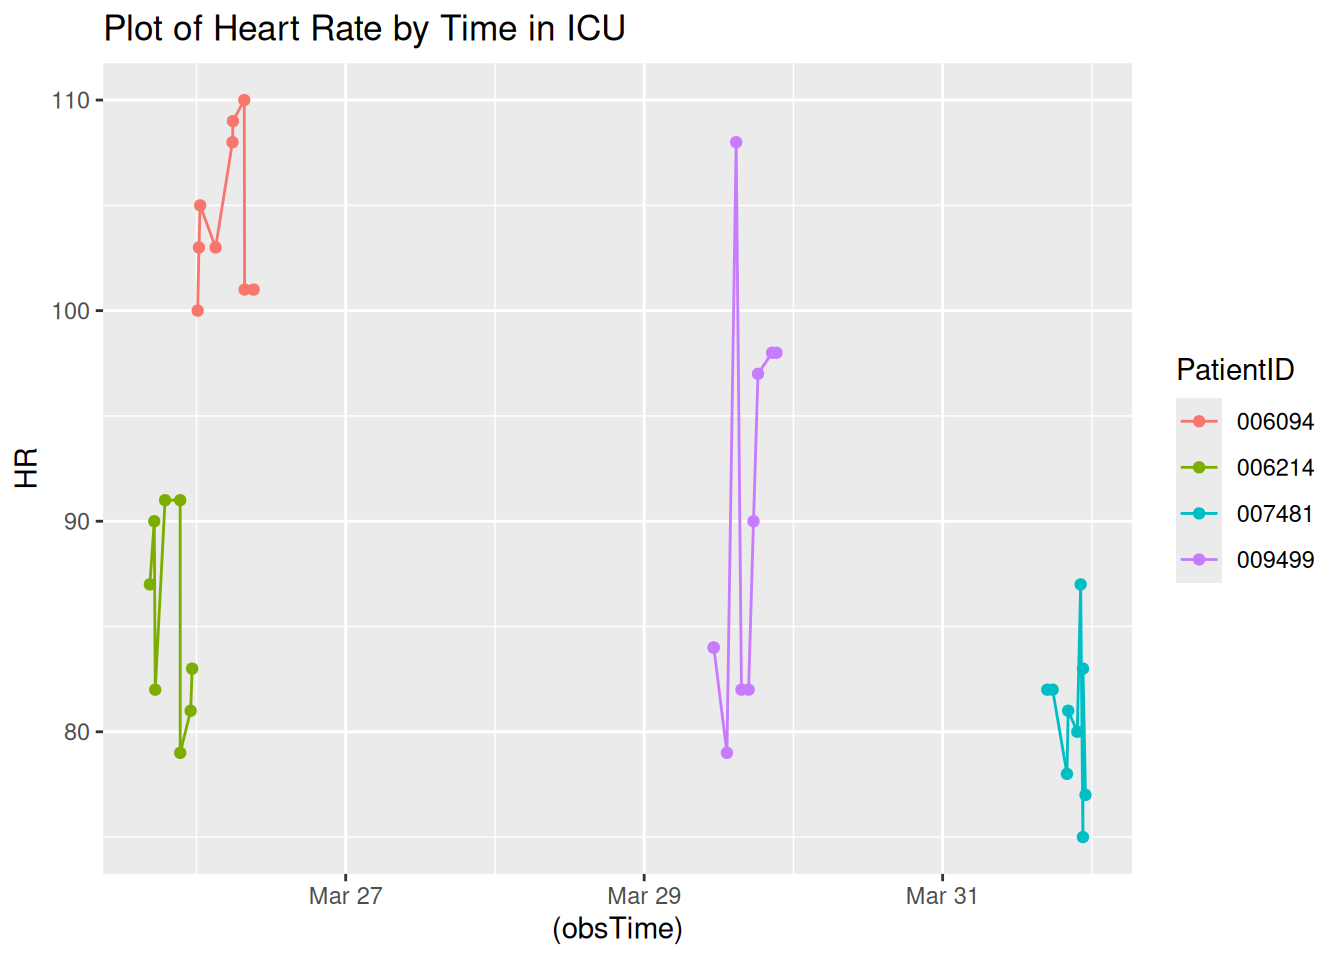 Plot of Heart Rate by Time in ICU
110
100
90
80
HR
Mar 27
Mar 29
Mar 31
(obsTime)
PatientID
006094
006214
007481
009499